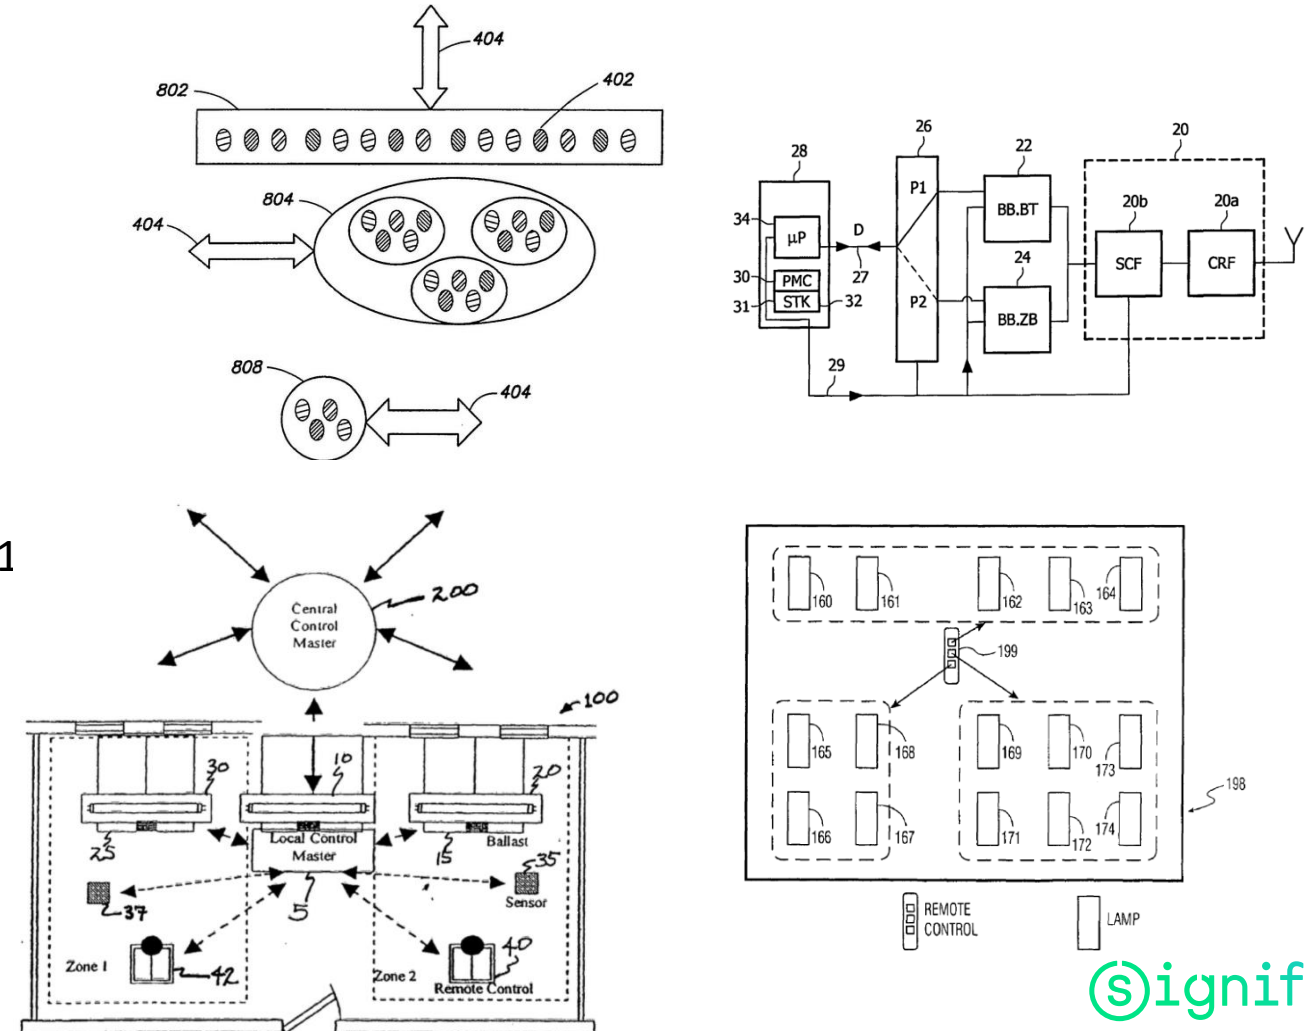 404
802
402
804
404
808
404
28
26
22
20
34
μP
D
27
P1
P2
BB.BT
24
BB.ZB
20b
SCF
20a
CRF
30
PMC
31
STK
32
29
1
Central
Control
Master
200
100
30
10
20
25
Local Control
Master
15
Ballast
5
35
Sensor
37
Zone 1
42
Zone 2
40
Remote Control
160
161
162
163
164
199
165
168
169
170
173
166
167
171
172
174
198
REMOTE
CONTROL
LAMP
Signif